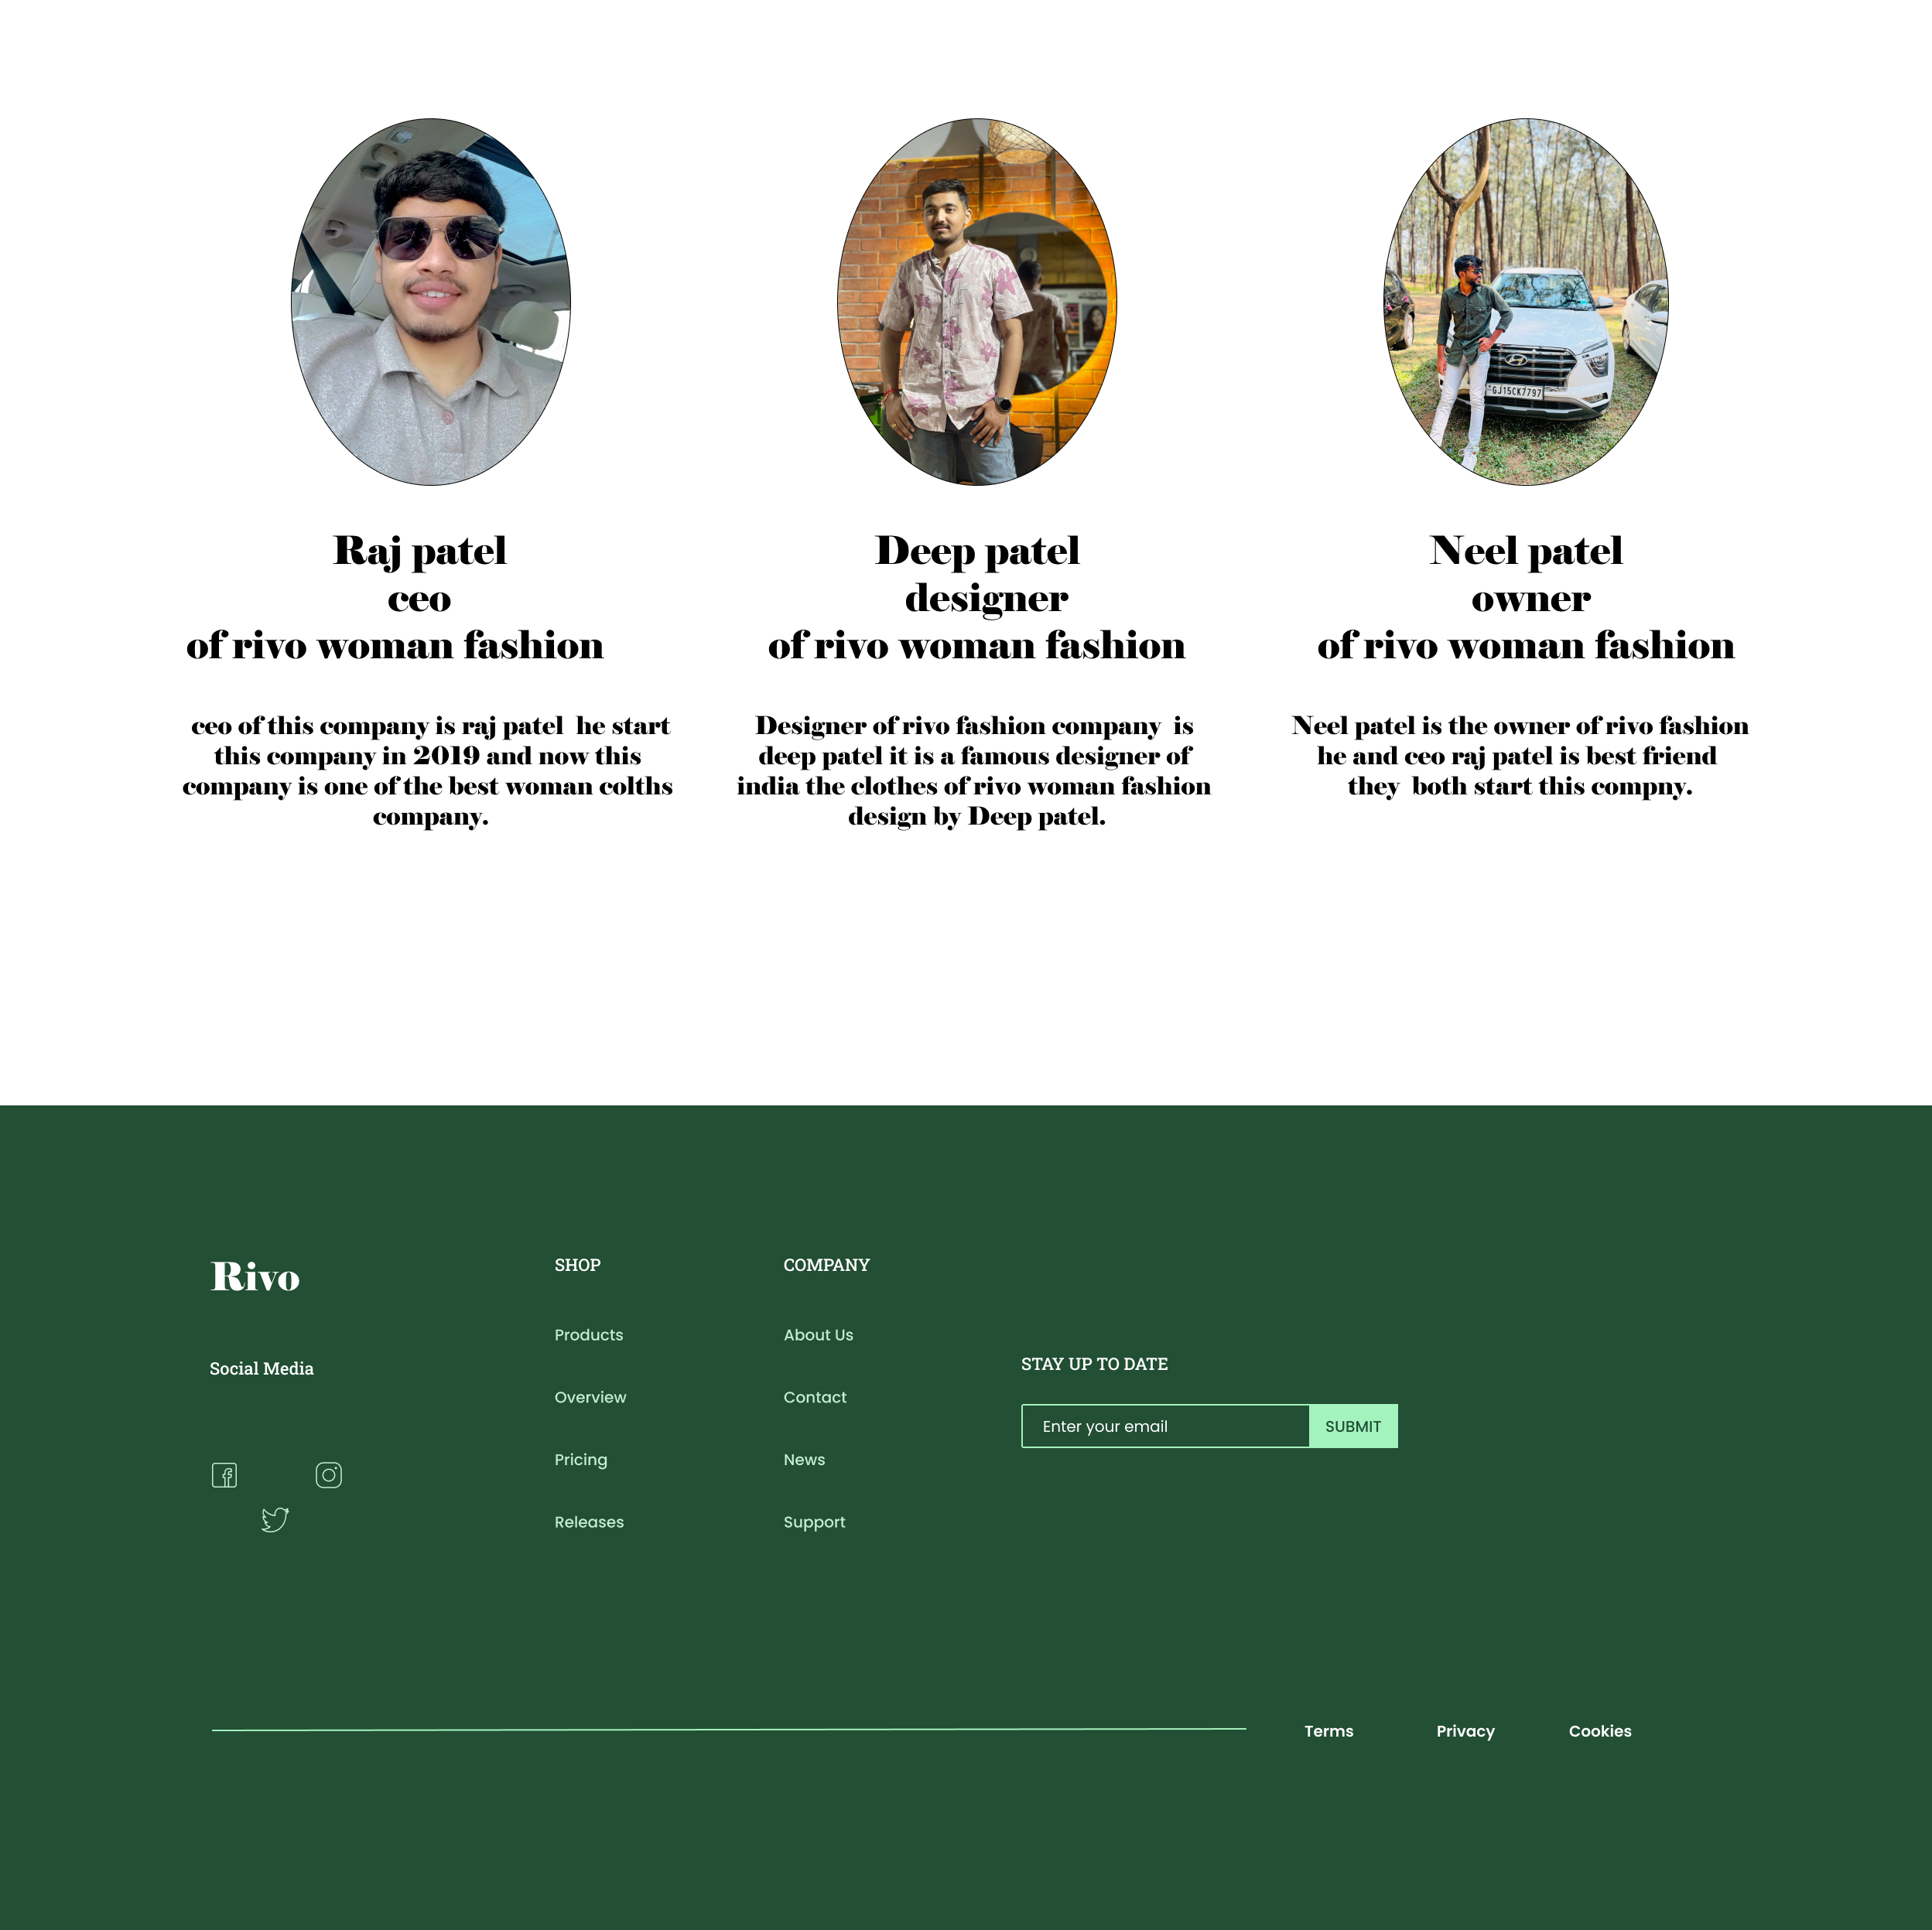 GJ15CK7797
Raj patel
ceo
of rivo woman fashion
ceo of this company is raj patel  he start
this company in 2019 and now this
company is one of the best woman colths
company.
Deep patel
designer
of rivo woman fashion
Designer of rivo fashion company  is
deep patel it is a famous designer of
india the clothes of rivo woman fashion
design by Deep patel.
Neel patel
owner
of rivo woman fashion
Neel patel is the owner of rivo fashion
he and ceo raj patel is best friend
they  both start this compny.
Rivo
Social Media
SHOP
Products
Overview
Pricing
Releases
COMPANY
About Us
Contact
News
Support
STAY UP TO DATE
Enter your email
SUBMIT
Terms
Privacy
Cookies